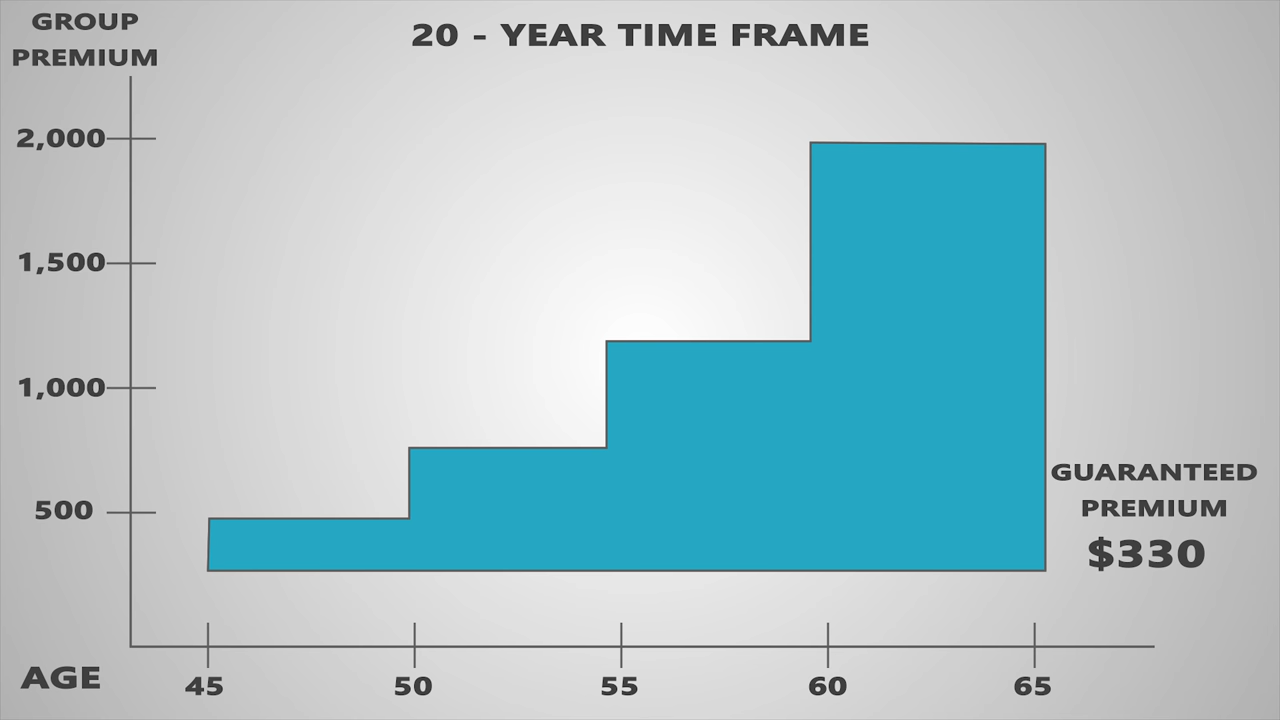 GROUP
PREMIUM
20 - YEAR TIME FRAME
2,000
1,500
1,000
500
GUARANTEED
PREMIUM
$330
AGE
45 50 55 60 65